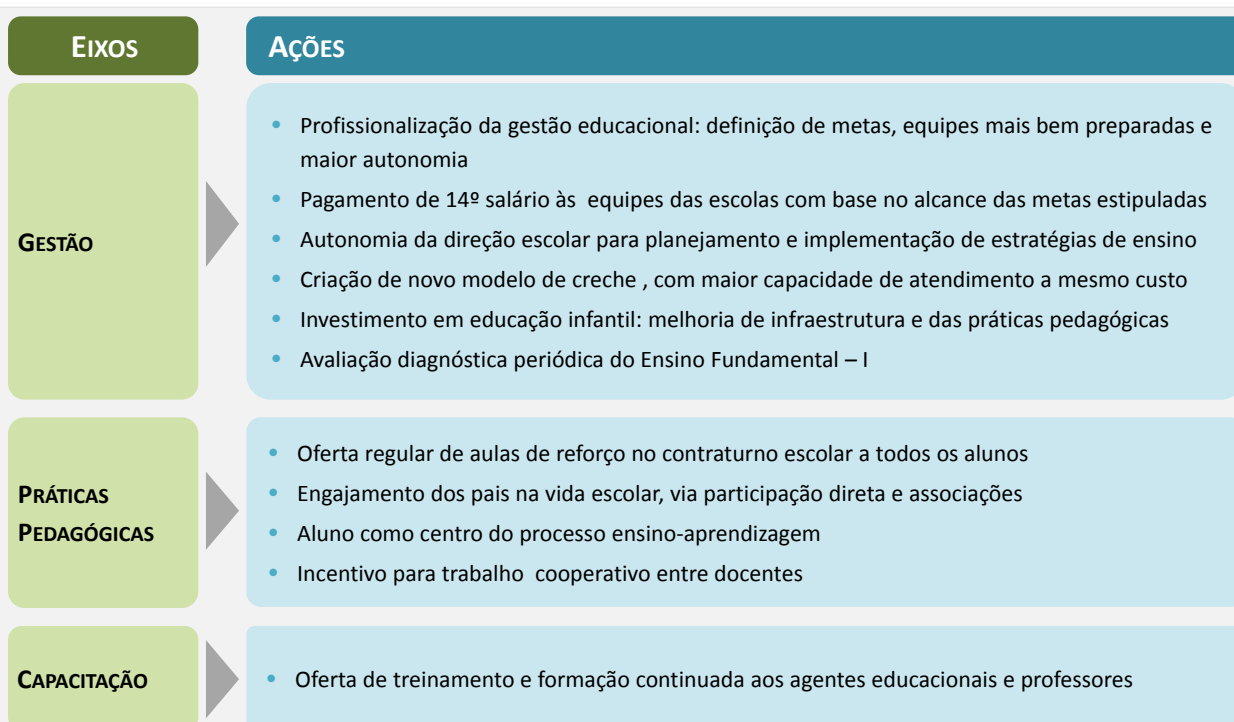 EIXOS
AÇÕES
GESTÃO
• Profissionalização da gestão educacional: definição de metas, equipes mais bem preparadas e
maior autonomia
• Pagamento de 14º salário às equipes das escolas com base no alcance das metas estipuladas
• Autonomia da direção escolar para planejamento e implementação de estratégias de ensino
• Criação de novo modelo de creche , com maior capacidade de atendimento a mesmo custo
• Investimento em educação infantil: melhoria de infraestrutura e das práticas pedagógicas
• Avaliação diagnóstica periódica do Ensino Fundamental – I
PRÁTICAS
PEDAGÓGICAS
• Oferta regular de aulas de reforço no contraturno escolar a todos os alunos
• Engajamento dos pais na vida escolar, via participação direta e associações
• Aluno como centro do processo ensino-aprendizagem
• Incentivo para trabalho cooperativo entre docentes
CAPACITAÇÃO
• Oferta de treinamento e formação continuada aos agentes educacionais e professores